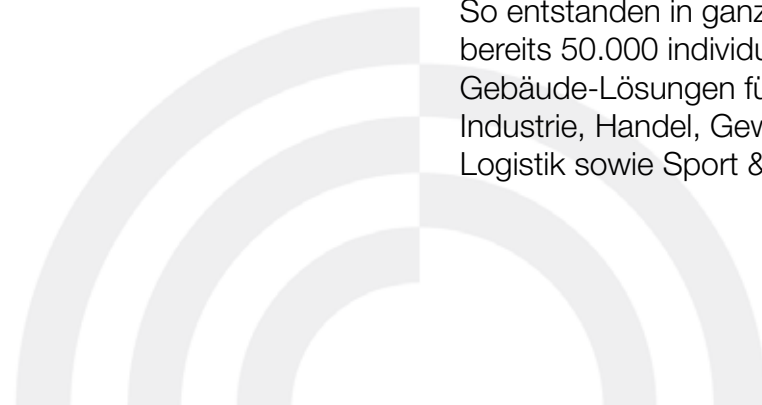 So entstanden in ganz
bereits 50.000 individu
Gebäude-Lösungen fü
Industrie, Handel, Gew
Logistik sowie Sport &